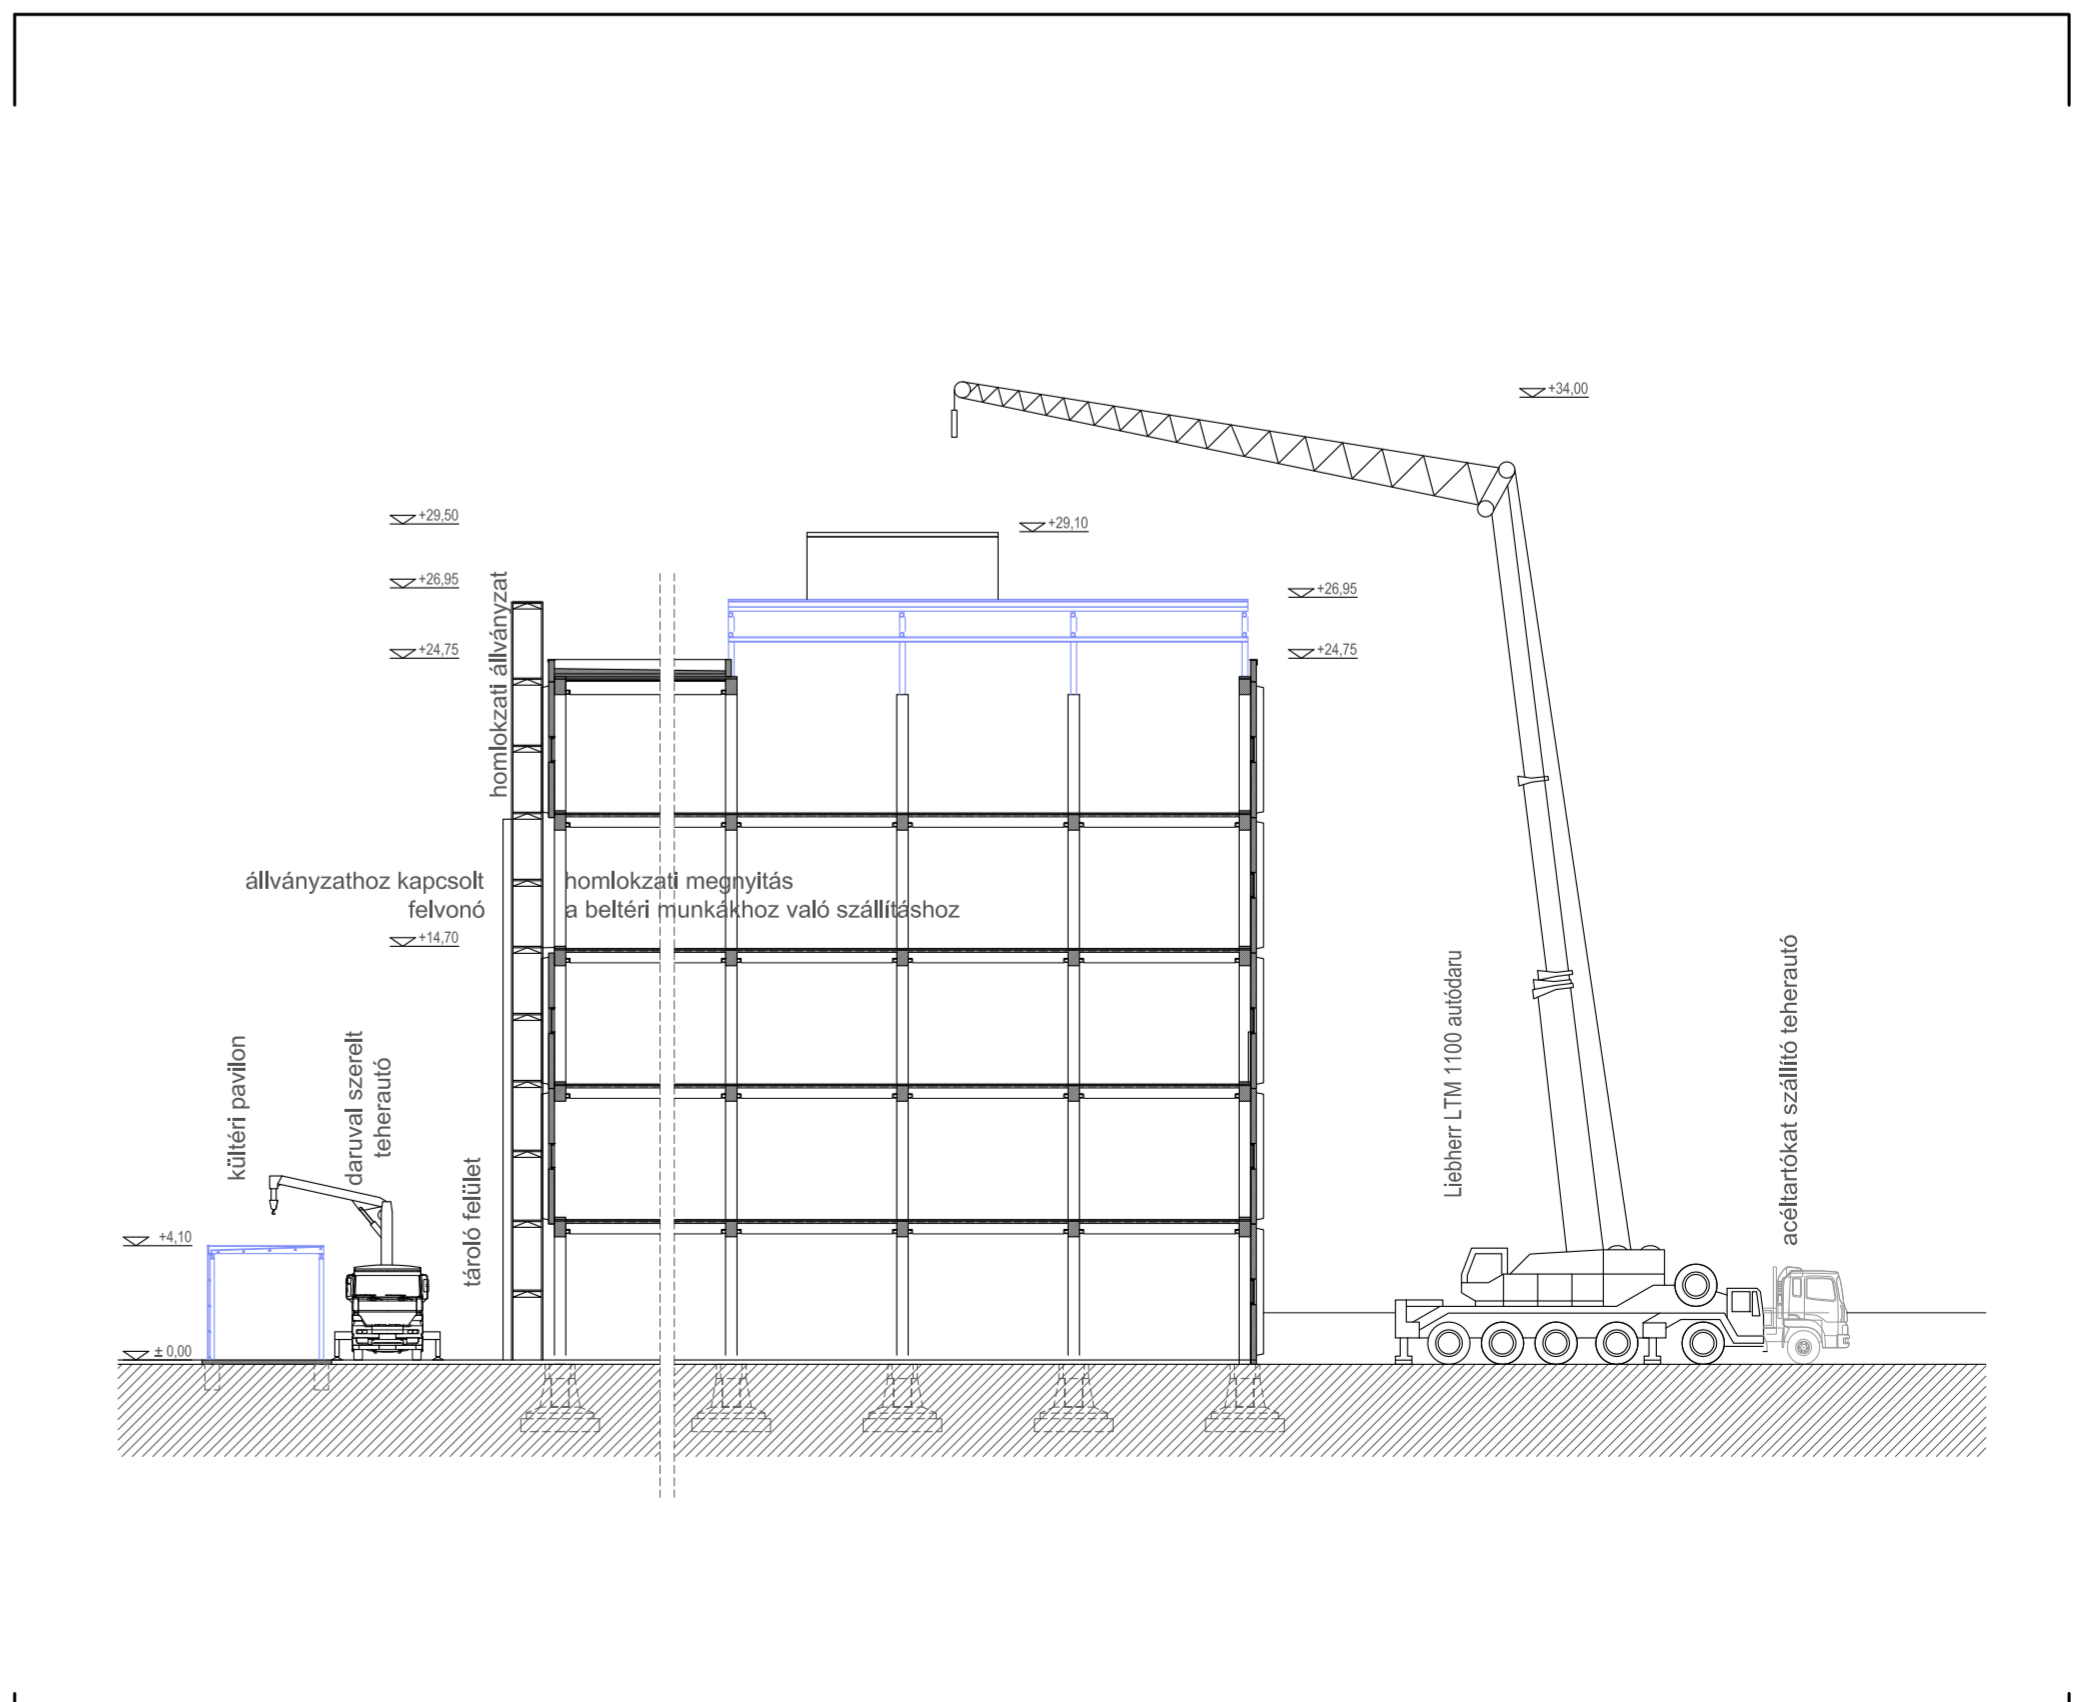 +34,00
+29,50
+29,10
+26,95
+26,95
+24,75
+24,75
homlokzati állványzat
állványzathoz kapcsolt
felvonó
homlokzati megnyitás
a beltéri munkákhoz való szállításhoz
+14,70
kültéri pavilon
daruval szerelt
teherautó
tároló felület
Liebherr LTM 1100 autódaru
acéltartókat szállító teherautó
+4,10
± 0,00